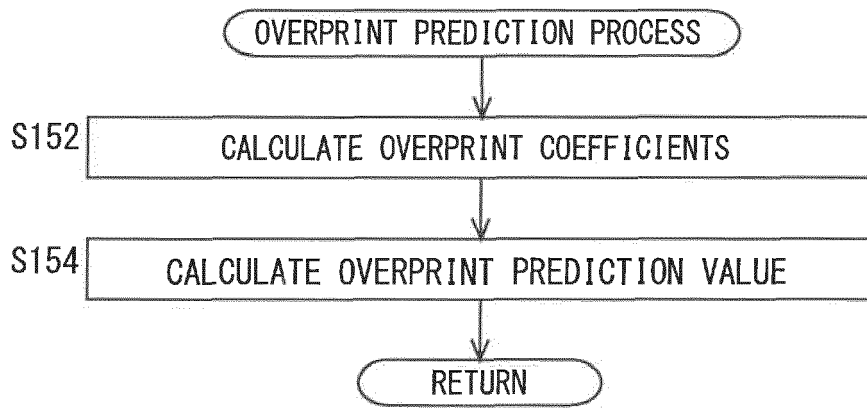 OVERPRINT PREDICTION PROCESS
S152 CALCULATE OVERPRINT COEFFICIENTS
S154 CALCULATE OVERPRINT PREDICTION VALUE
RETURN